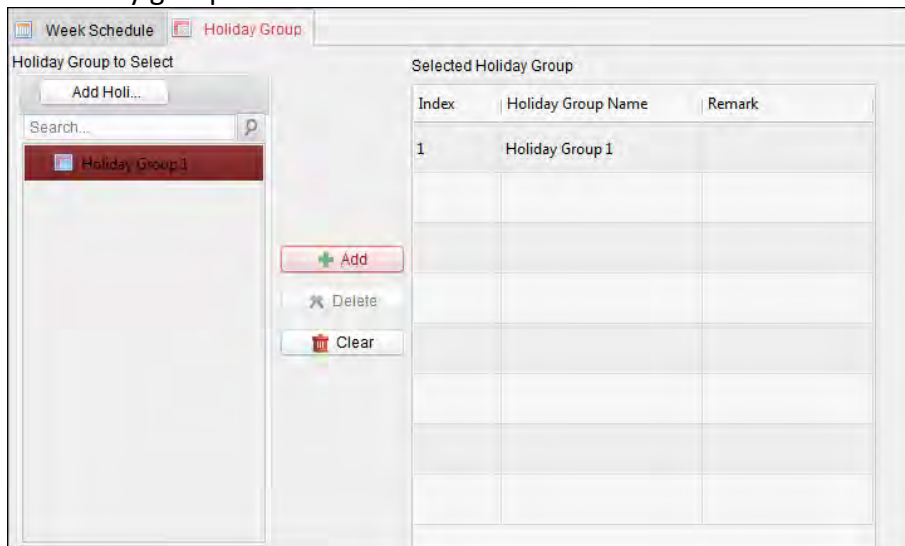 Week Schedule Holiday Group
Holiday Group to Select
Add Holi...
Search...
Holiday Group 1
Add
Delete
Clear
Selected Holiday Group
Index Holiday Group Name Remark
1 Holiday Group 1